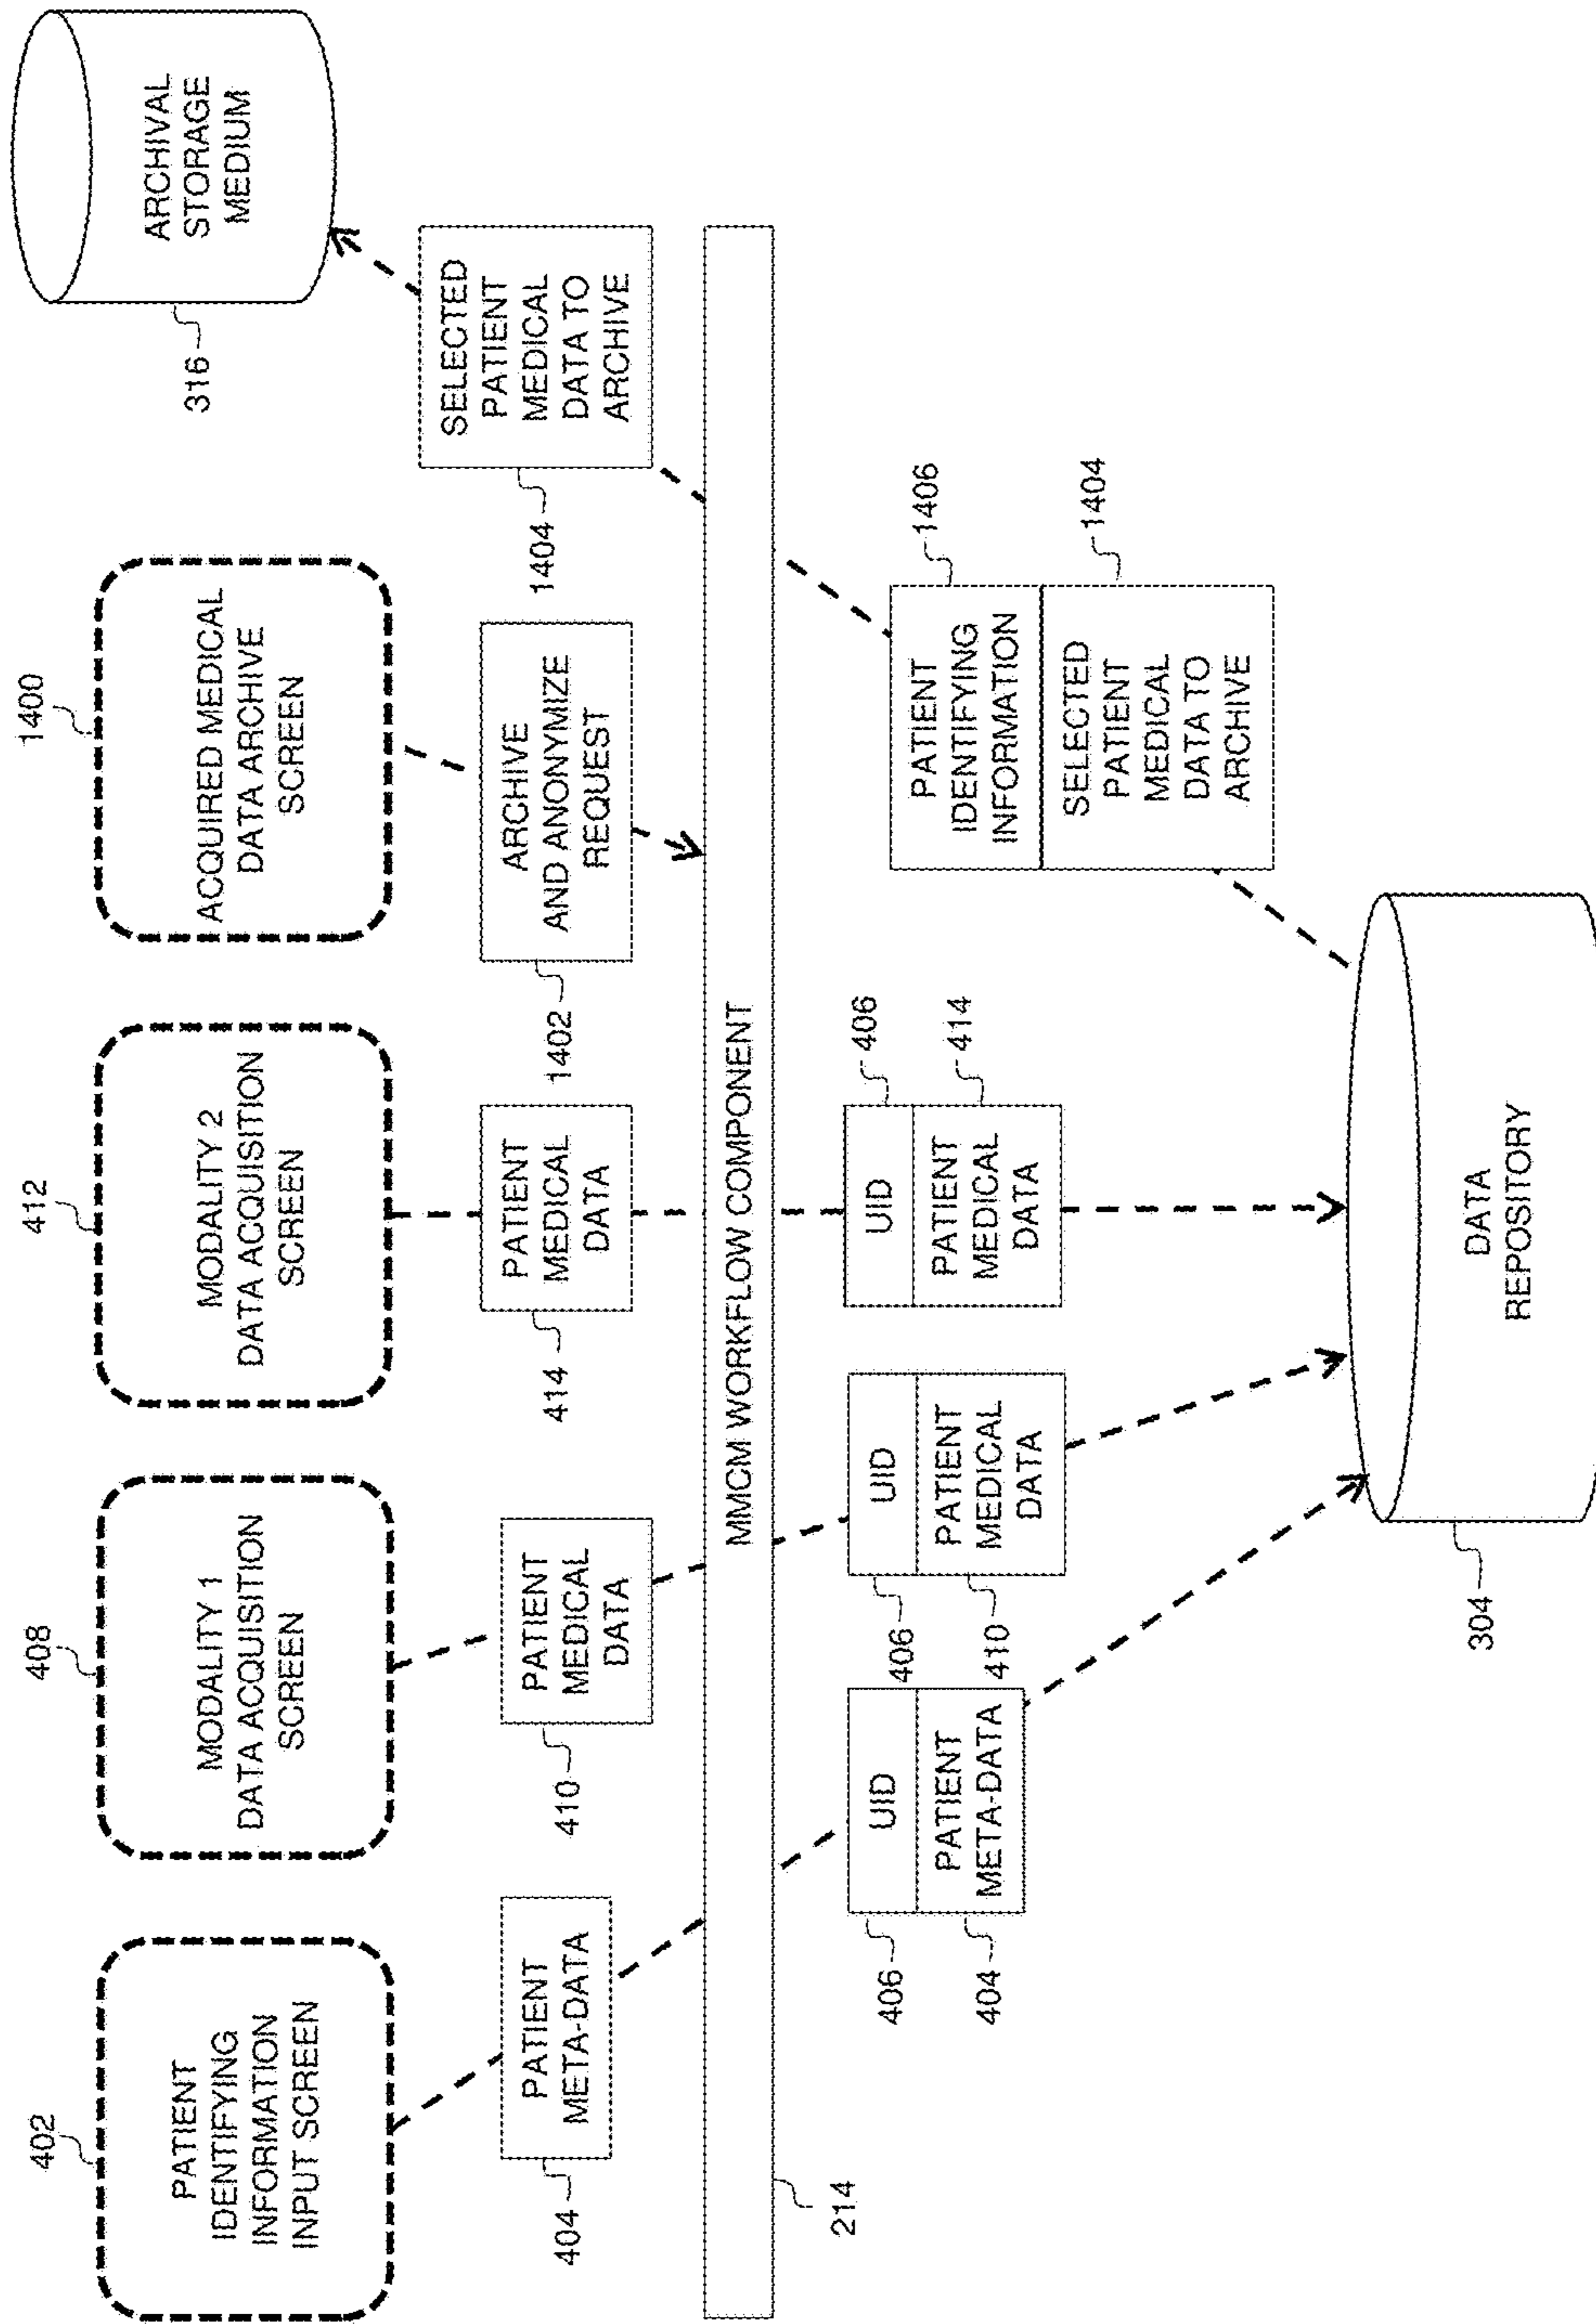 402
PATIENT
IDENTIFYING
INFORMATION
INPUT SCREEN
408
MODALITY 1
DATA ACQUISITION
SCREEN
412
MODALITY 2
DATA ACQUISITION
SCREEN
1400
ACQUIRED MEDICAL
DATA ARCHIVE
SCREEN
316
ARCHIVAL
STORAGE
MEDIUM
404
PATIENT
META-DATA
410
PATIENT
MEDICAL
DATA
414
PATIENT
MEDICAL
DATA
1402
ARCHIVE
AND ANONYMIZE
REQUEST
1404
SELECTED
PATIENT
MEDICAL
DATA TO
ARCHIVE
214
MMCM WORKFLOW COMPONENT
406
UID
404
PATIENT
META-DATA
406
UID
410
PATIENT
MEDICAL
DATA
UID
406
PATIENT
MEDICAL
DATA
414
PATIENT
IDENTIFYING
INFORMATION
1406
SELECTED
PATIENT
MEDICAL
DATA TO
ARCHIVE
1404
304
DATA
REPOSITORY